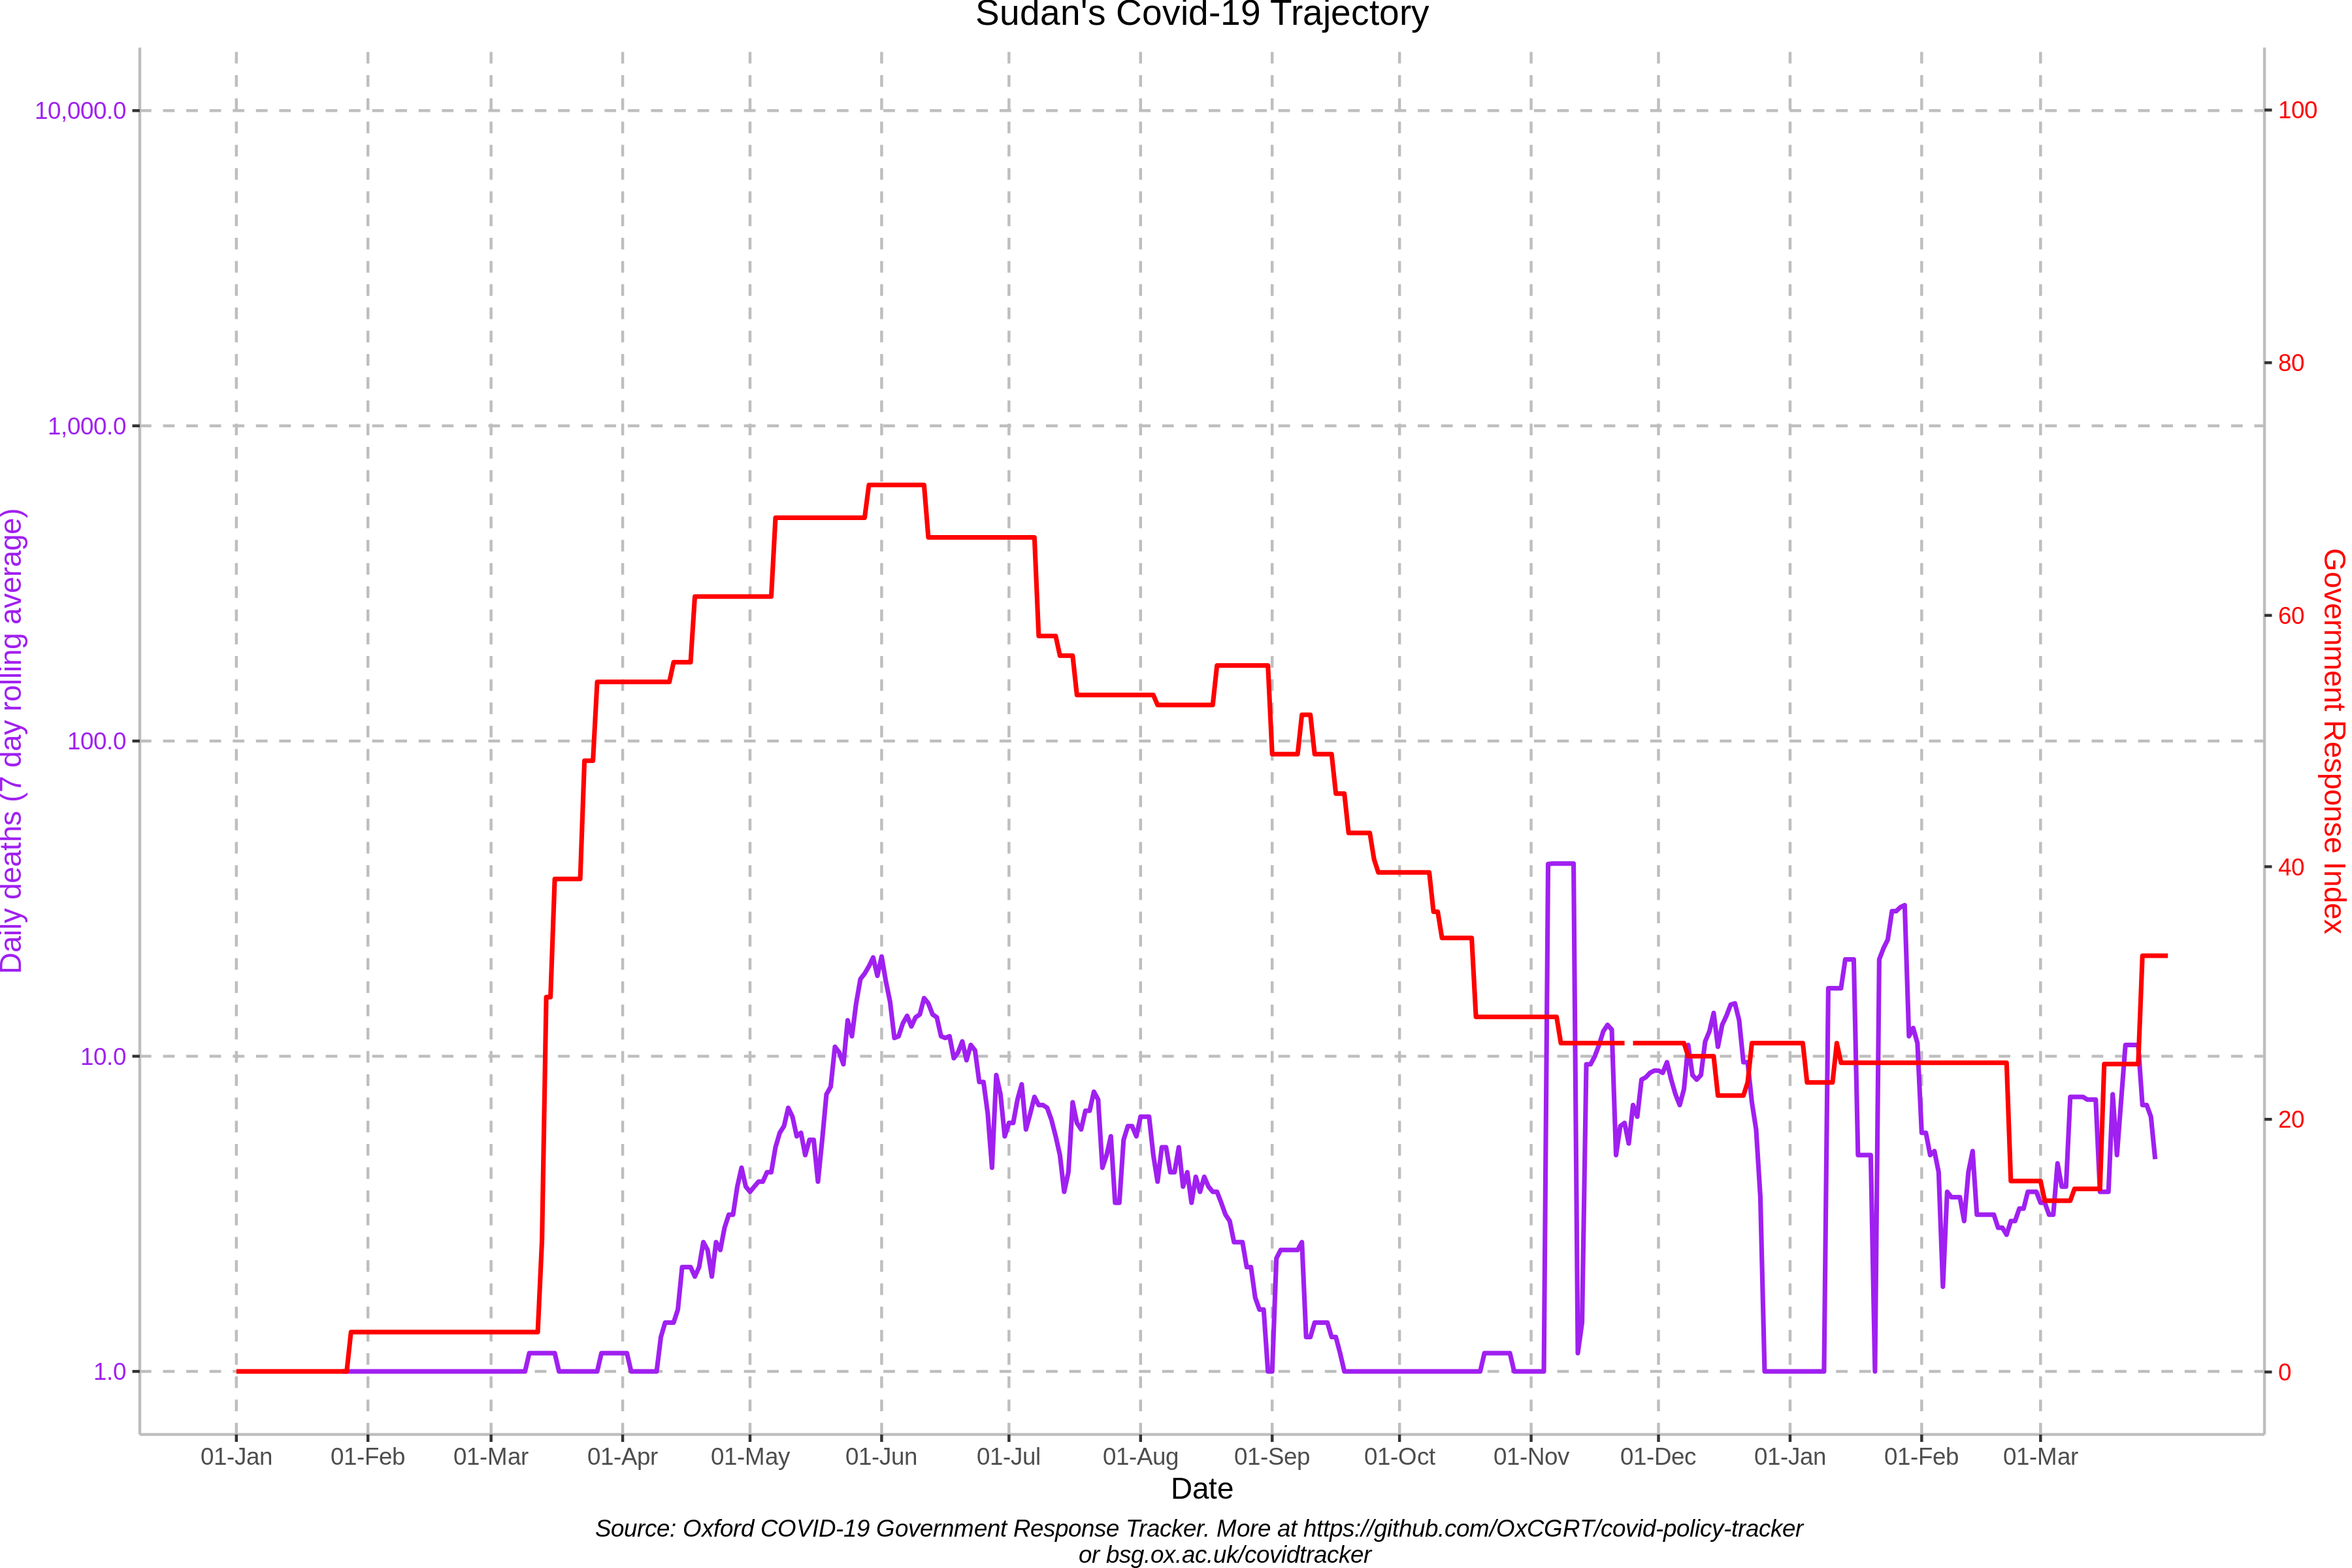 Sudan's Covid-19 Trajectory
10,000.0
1,000.0
100.0
10.0
1.0
Daily deaths (7 day rolling average)
100
80
60
40
20
0
Government Response Index
01-Jan 01-Feb 01-Mar 01-Apr 01-May 01-Jun 01-Jul 01-Aug 01-Sep 01-Oct 01-Nov 01-Dec 01-Jan 01-Feb 01-Mar
Date
Source: Oxford COVID-19 Government Response Tracker. More at https://github.com/OxCGRT/covid-policy-tracker
or bsg.ox.ac.uk/covidtracker